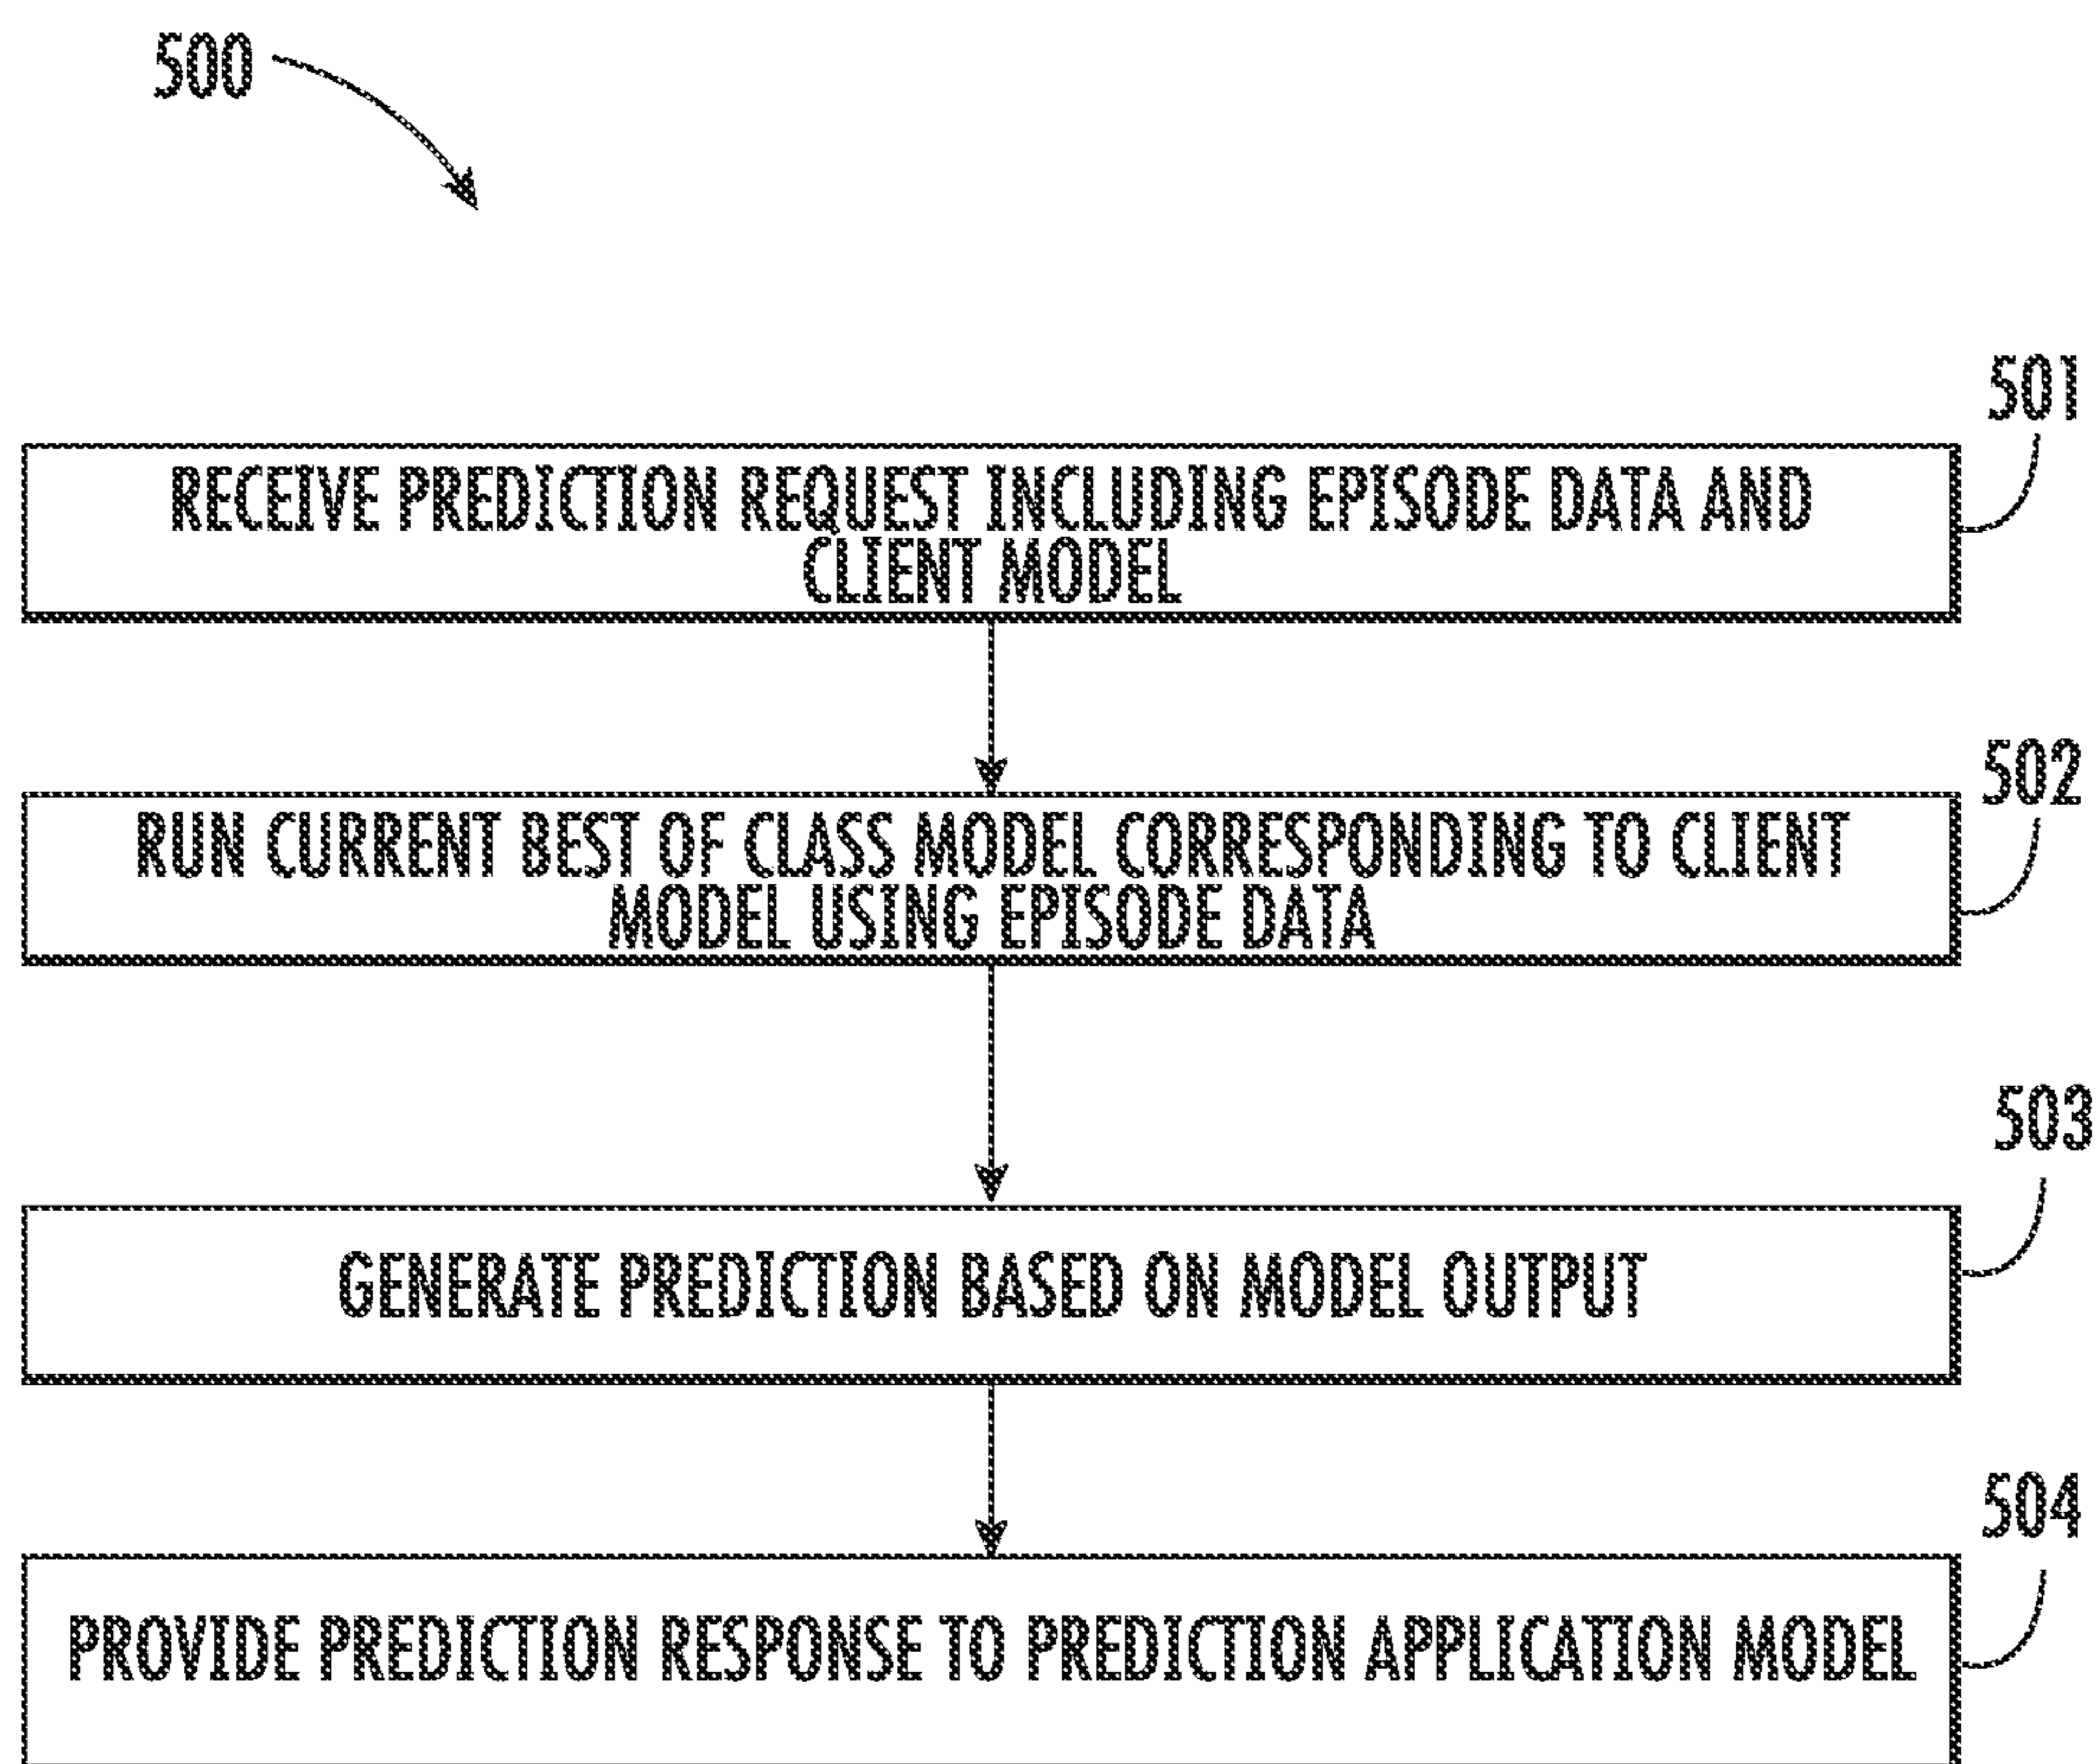 500
501
RECEIVE PREDICTION REQUEST INCLUDING EPISODE DATA AND
CLIENT MODEL
502
RUN CURRENT BEST OF CLASS MODEL CORRESPONDING TO CLIENT
MODEL USING EPISODE DATA
503
GENERATE PREDICTION BASED ON MODEL OUTPUT
504
PROVIDE PREDICTION RESPONSE TO PREDICTION APPLICATION MODEL